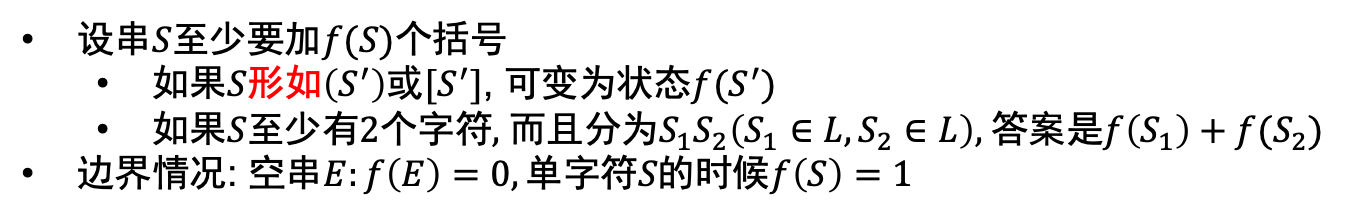 • 设串S至少要加f(S)个括号
• 如果S形如(S′)或[S′], 可变为状态f(S′)
• 如果S至少有2个字符, 而且分为S₁S₂(S₁ ∈ L, S₂ ∈ L), 答案是f(S₁) + f(S₂)
• 边界情况: 空串E: f(E) = 0, 单字符S的时候f(S) = 1